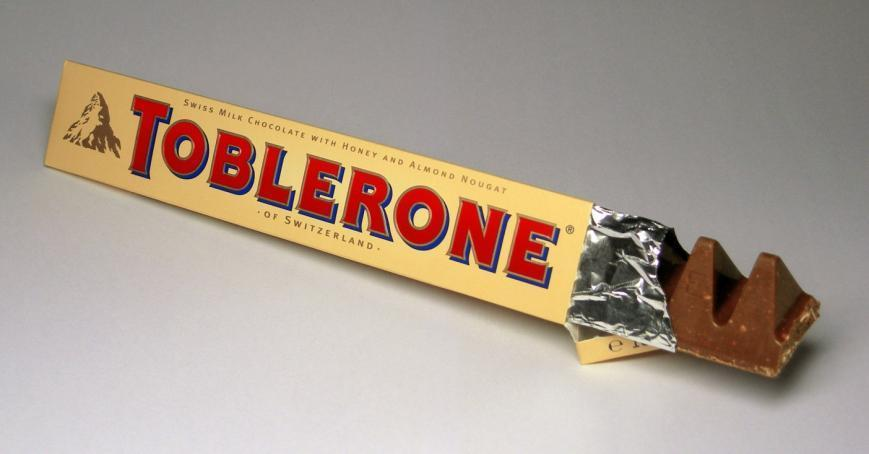 Swiss Milk Chocolate with Honey and Almond Nougat
TOBLERONE®
·OF SWITZERLAND·
e